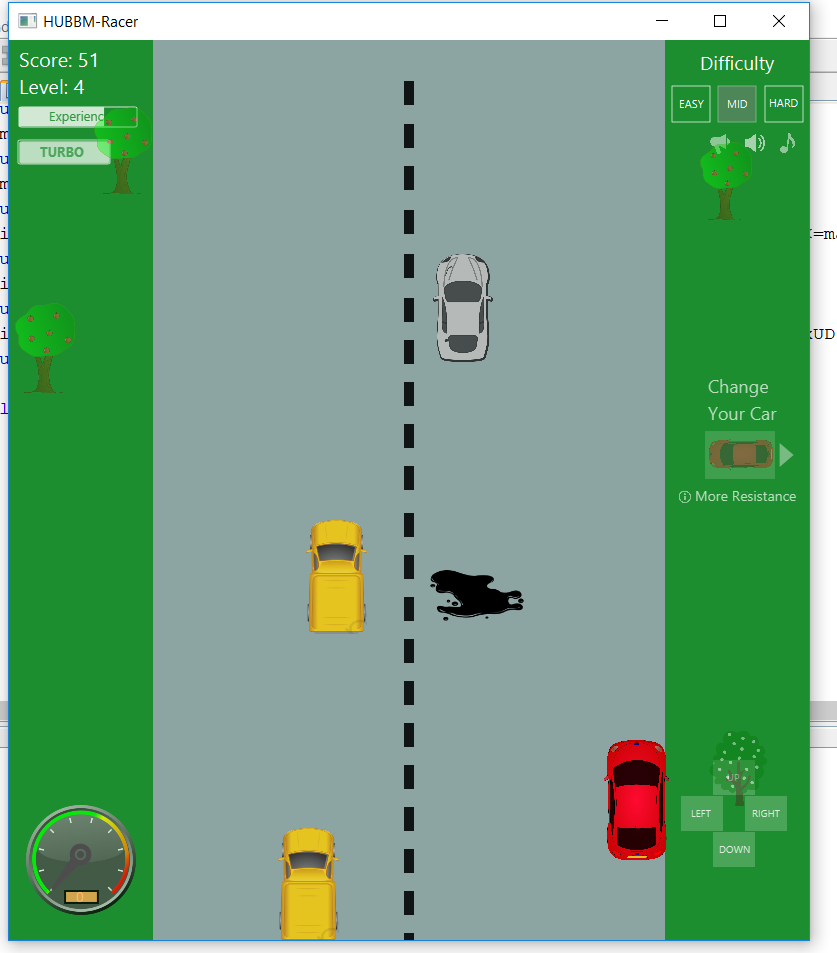 HUBBM-Racer
Score: 51
Level: 4
Experienc
TURBO
Difficulty
EASY MID HARD
Change
Your Car
More Resistance
UP
LEFT RIGHT
DOWN
0